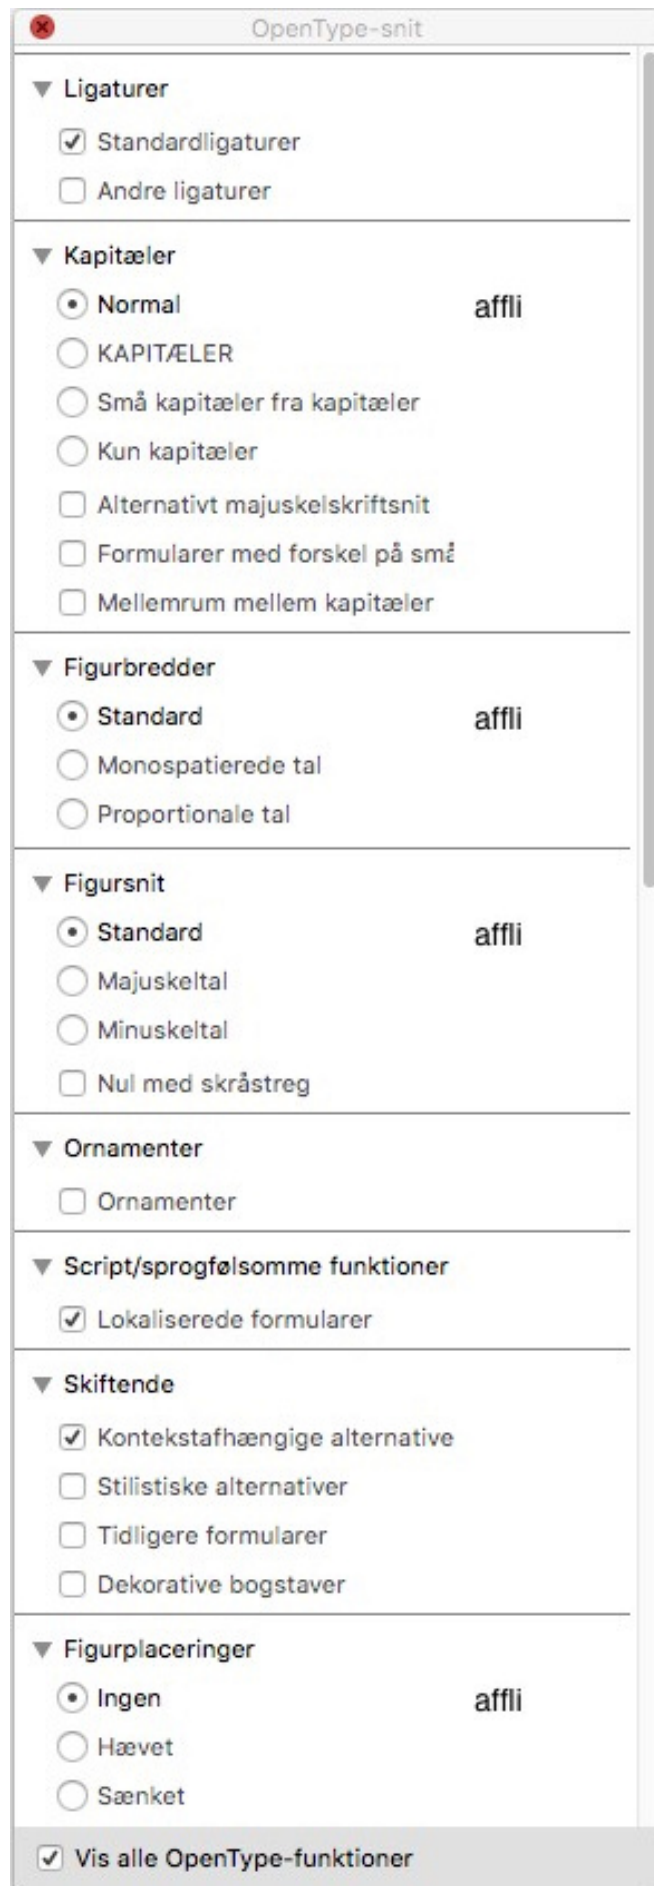 OpenType-snit
Ligaturer
Standardligaturer
Andre ligaturer
Kapitæler
Normal affli
KAPITÆLER
Små kapitæler fra kapitæler
Kun kapitæler
Alternativt majuskelskriftsnit
Formularer med forskel på små
Mellemrum mellem kapitæler
Figurbredder
Standard affli
Monospatierede tal
Proportionale tal
Figursnit
Standard affli
Majuskeltal
Minuskeltal
Nul med skråstreg
Ornamenter
Ornamenter
Script/sprogfølsomme funktioner
Lokaliserede formularer
Skiftende
Kontekstafhængige alternative
Stilistiske alternativer
Tidligere formularer
Dekorative bogstaver
Figurplaceringer
Ingen affli
Hævet
Sænket
Vis alle OpenType-funktioner